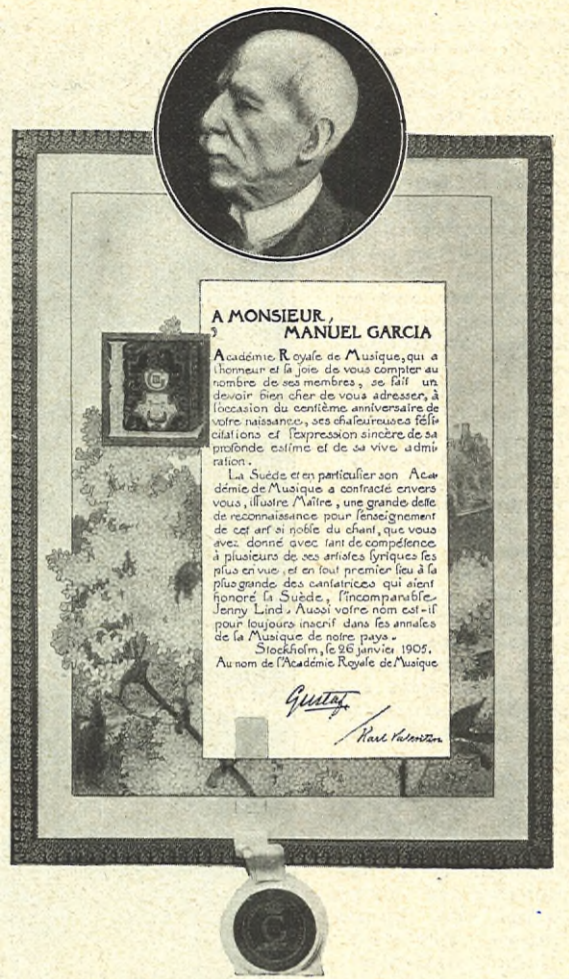 A MONSIEUR,
MANUEL GARCIA
L'Académie Royale de Musique, qui a
l'honneur et la joie de vous compter au
nombre de ses membres, se fait un
devoir bien cher de vous adresser, à
l'occasion du centième anniversaire de
votre naissance, ses chaleureuses féli-
citations et l'expression sincère de sa
profonde estime et de sa vive admi-
ration.
La Suède et en particulier son Aca-
démie de Musique a contracté envers
vous, illustre Maître, une grande dette
de reconnaissance pour l'enseignement
de cet art si noble du chant, que vous
avez donné avec tant de compétence
à plusieurs de ses artistes lyriques les
plus en vue, et en tout premier lieu à la
plus grande des cantatrices qui aient
honoré la Suède, l'incomparable
Jenny Lind. Aussi votre nom est-il
pour toujours inscrit dans les annales
de la Musique de notre pays.
Stockholm, le 26 janvier 1905.
Au nom de l'Académie Royale de Musique
Gustaf
Karl Valentin